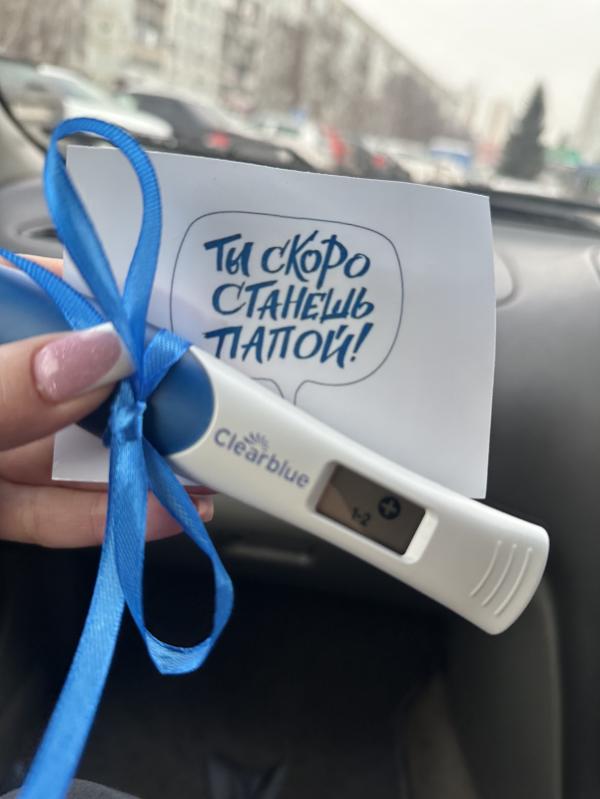 ТЫ СКОРО
СТАНЕШЬ
ПАПОЙ!
Clearblue
+
1-2